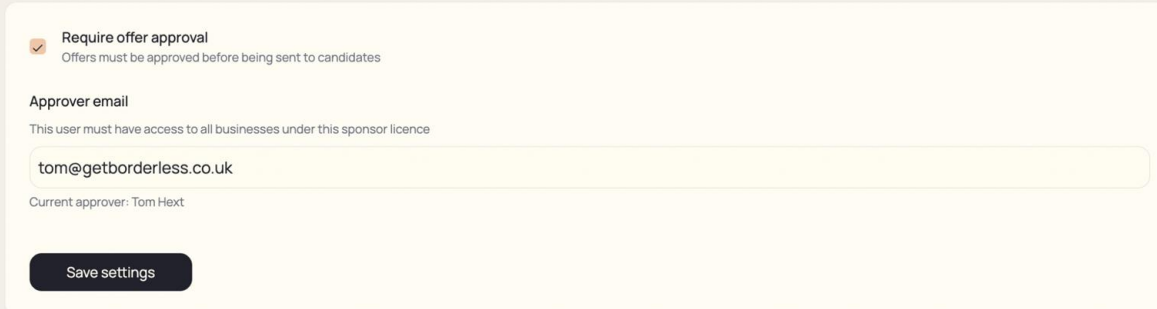 Require offer approval
Offers must be approved before being sent to candidates
Approver email
This user must have access to all businesses under this sponsor licence
tom@getborderless.co.uk
Current approver: Tom Hext
Save settings